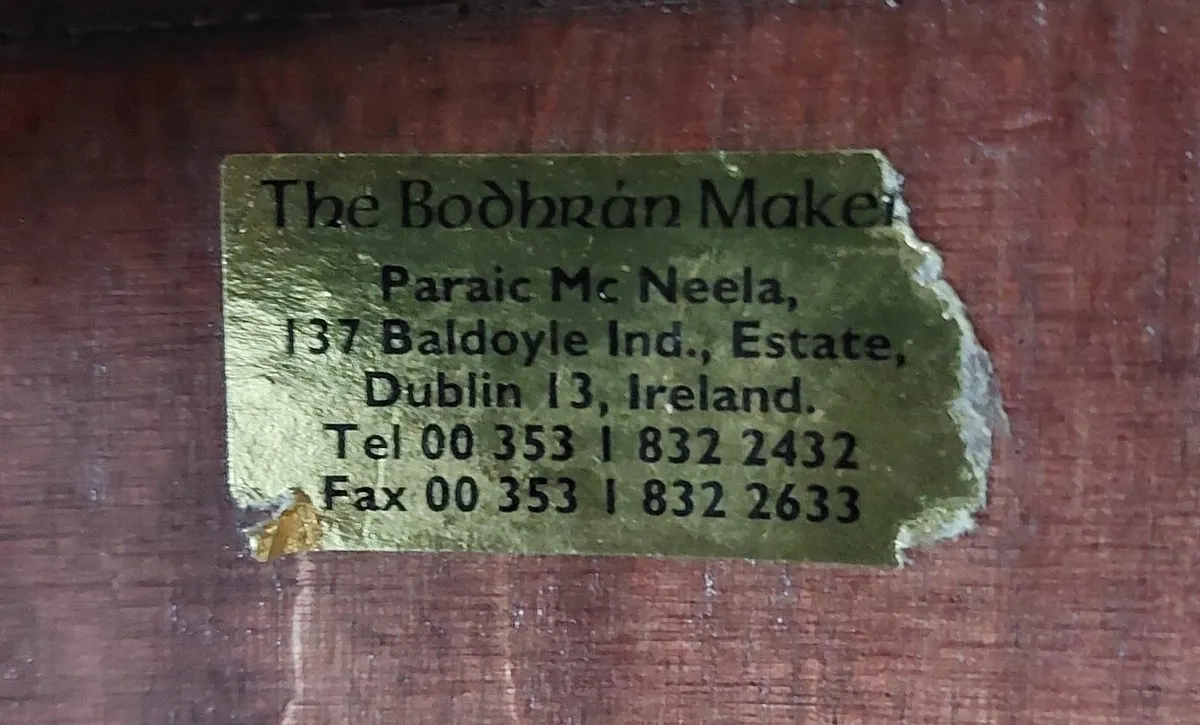 The Bodhrán Maker
Paraic Mc Neela,
137 Baldoyle Ind., Estate,
Dublin 13, Ireland.
Tel 00 353 1 832 2432
Fax 00 353 1 832 2633